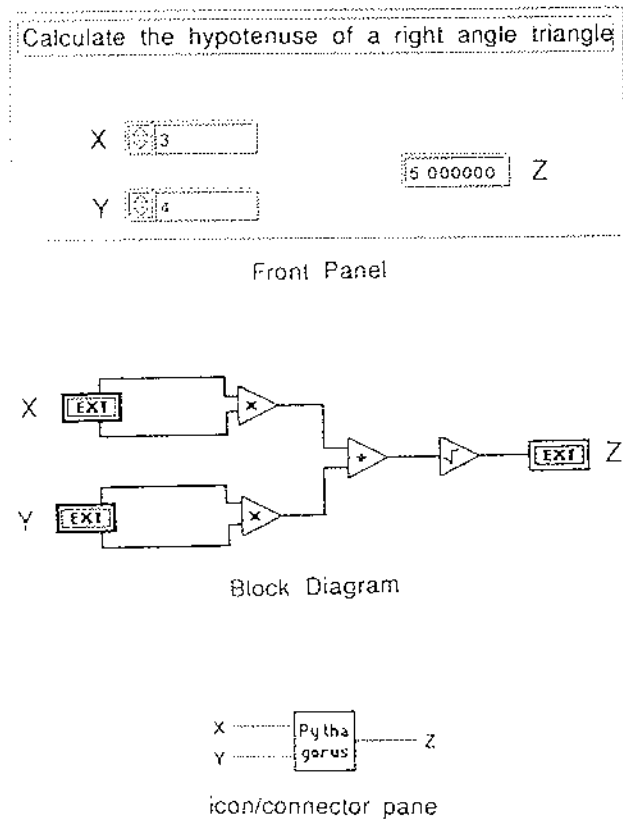 Calculate the hypotenuse of a right angle triangle
X 3
5 000000 Z
Y 4
Front Panel
X EXT ×
+ √ EXT Z
Y EXT ×
Block Diagram
X Pytha
gorus Z
Y
icon/connector pane